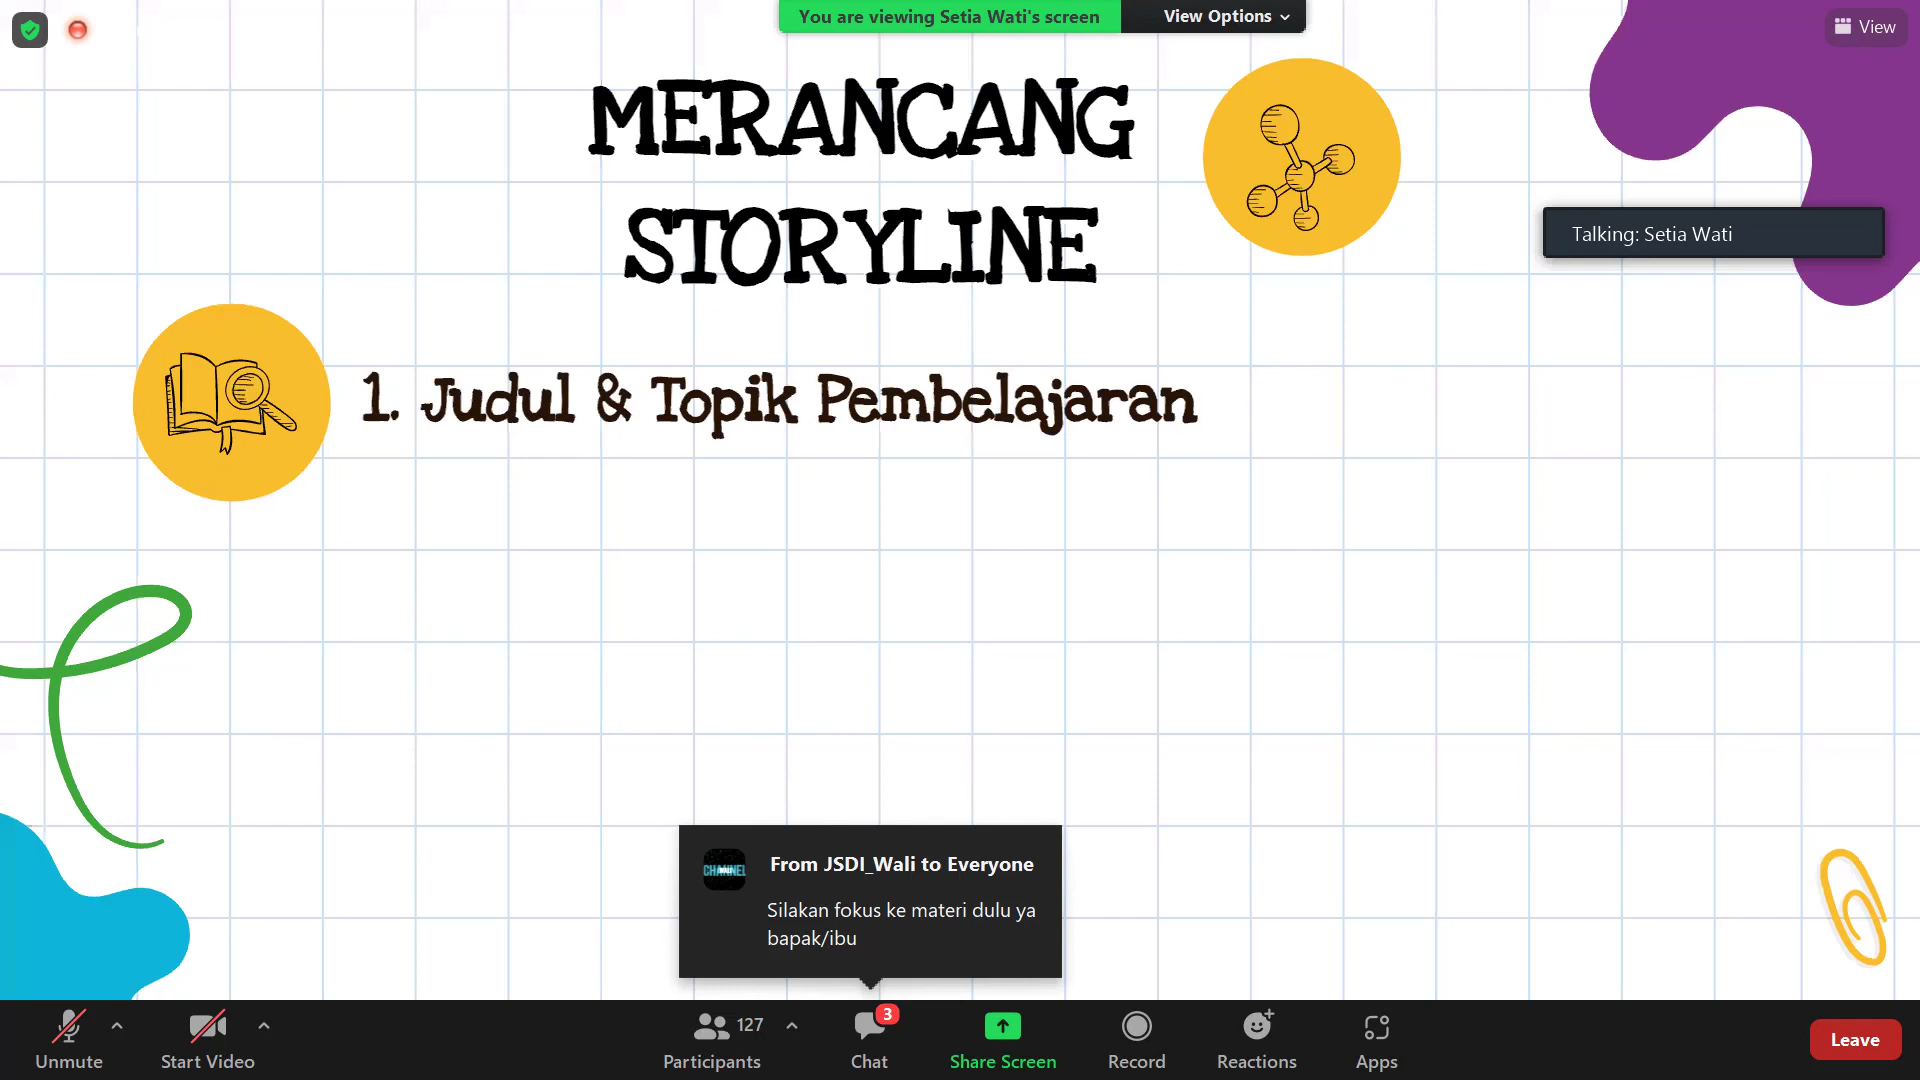 You are viewing Setia Wati's screen
View Options
View
MERANCANG
STORYLINE
Talking: Setia Wati
1. Judul & Topik Pembelajaran
CHANNEL
WALI
From JSDI_Wali to Everyone
Silakan fokus ke materi dulu ya
bapak/ibu
Unmute
Start Video
127
Participants
3
Chat
Share Screen
Record
Reactions
Apps
Leave